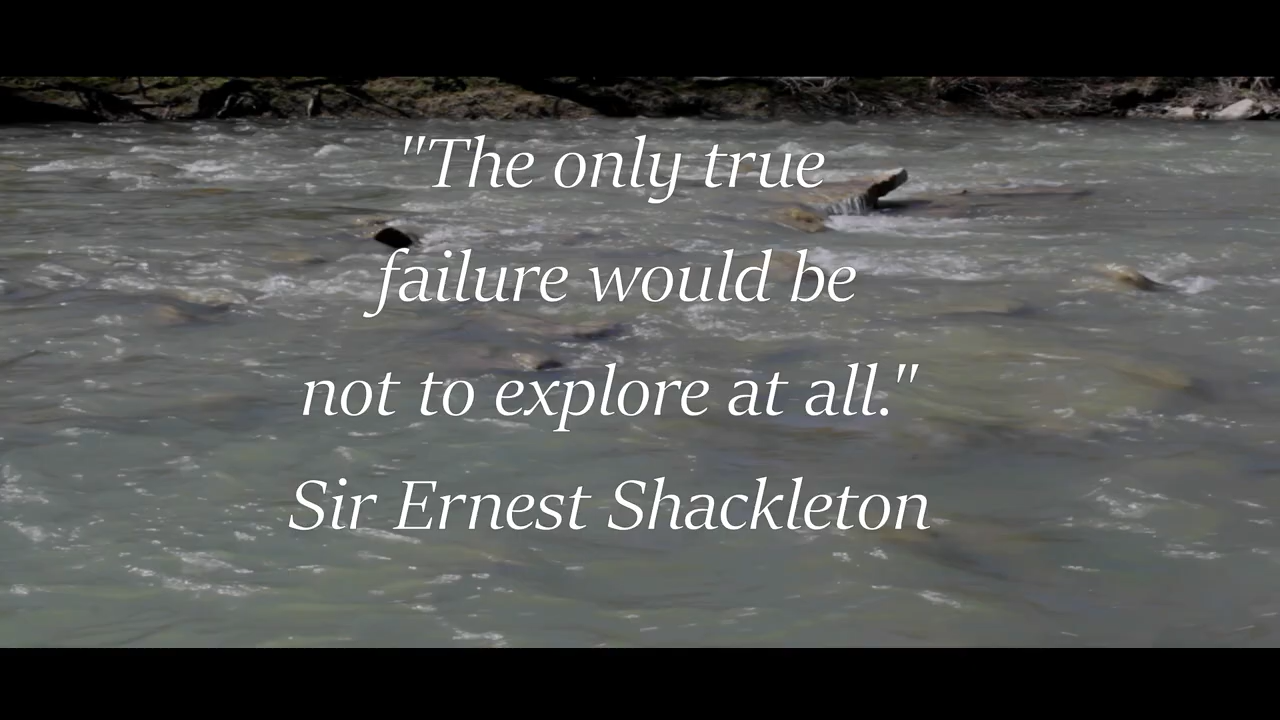 "The only true
failure would be
not to explore at all."
Sir Ernest Shackleton